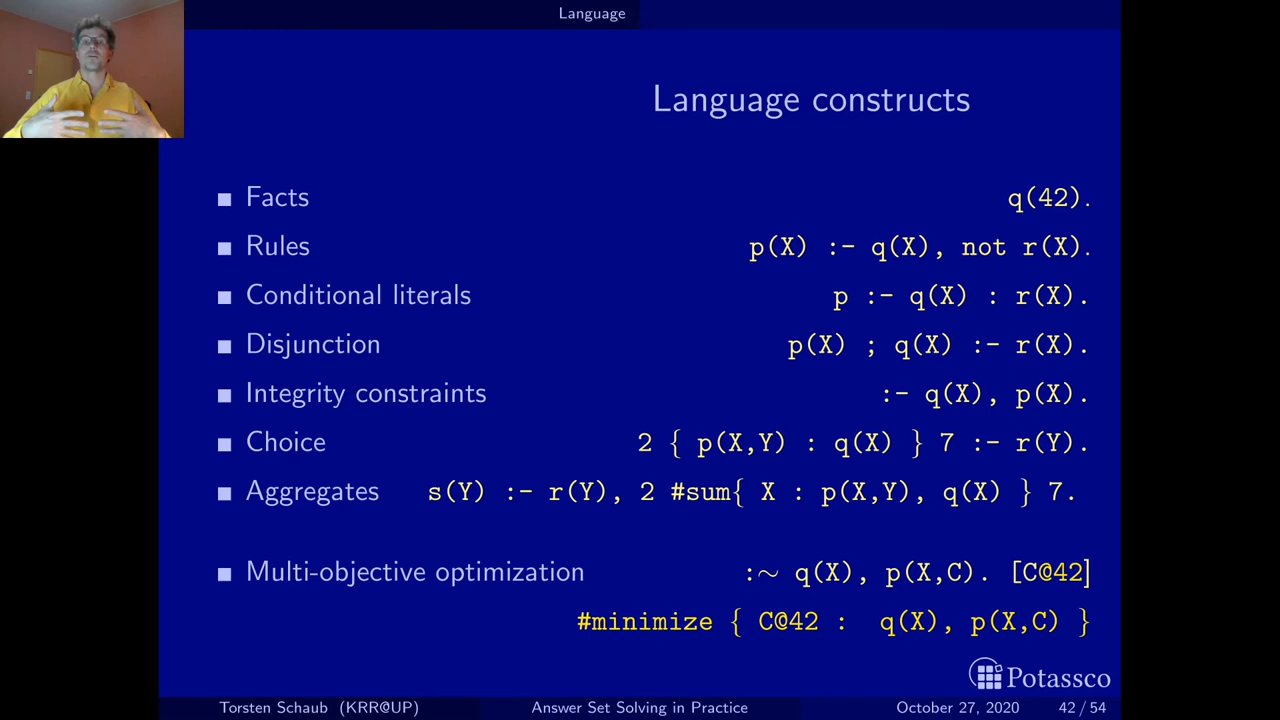 Language
Language constructs
Facts q(42).
Rules p(X) :- q(X), not r(X).
Conditional literals p :- q(X) : r(X).
Disjunction p(X) ; q(X) :- r(X).
Integrity constraints :- q(X), p(X).
Choice 2 { p(X,Y) : q(X) } 7 :- r(Y).
Aggregates s(Y) :- r(Y), 2 #sum{ X : p(X,Y), q(X) } 7.
Multi-objective optimization :∼ q(X), p(X,C). [C@42]
#minimize { C@42 : q(X), p(X,C) }
Potassco
Torsten Schaub (KRR@UP) Answer Set Solving in Practice October 27, 2020 42 / 54